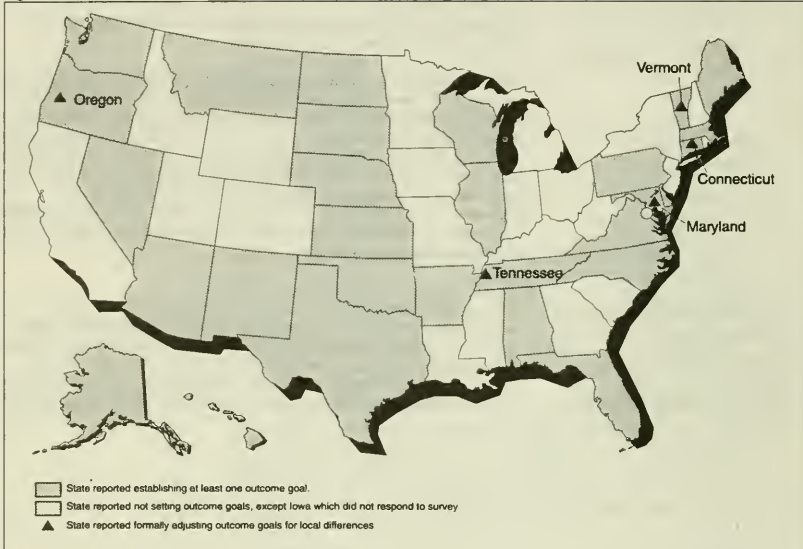 Vermont
Oregon
Connecticut
Maryland
Tennessee
State reported establishing at least one outcome goal.
State reported not setting outcome goals, except Iowa which did not respond to survey
State reported formally adjusting outcome goals for local differences